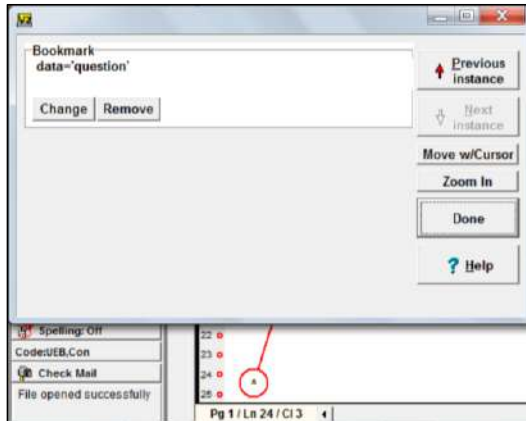 VZ
Bookmark
data='question'
Change Remove
Previous instance
Next instance
Move w/Cursor
Zoom In
Done
? Help
Spelling: Off
Code:UEB,Con
Check Mail
File opened successfully
22
23
24
25
Pg 1 / Ln 24 / Cl 3